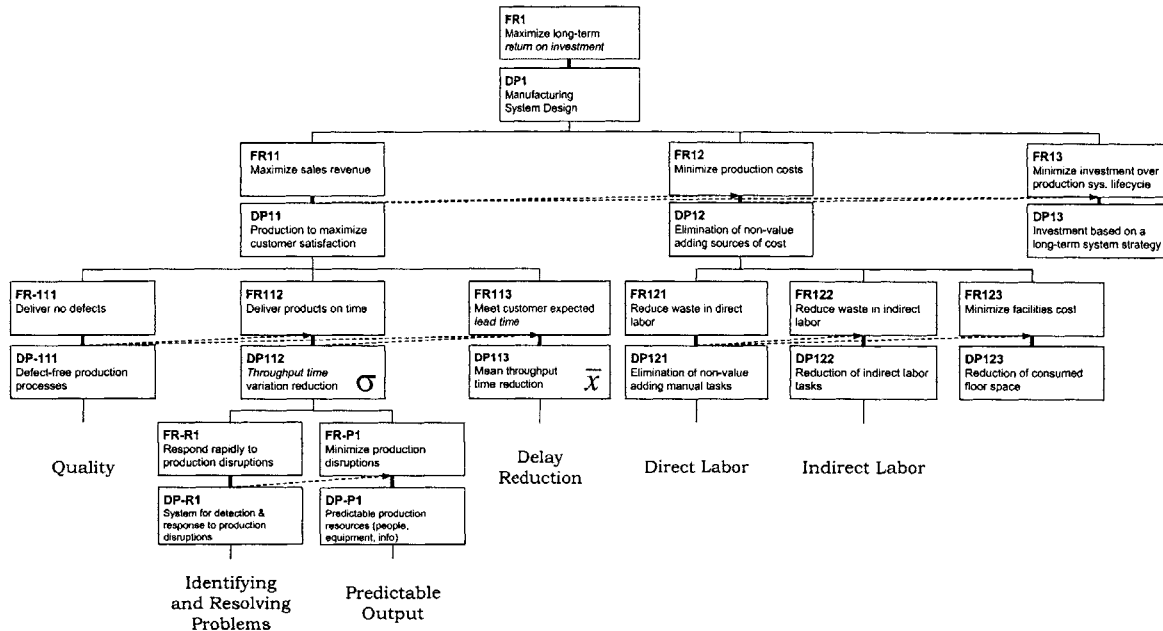 FR1
Maximize long-term
return on investment
DP1
Manufacturing
System Design
FR11
Maximize sales revenue
FR12
Minimize production costs
FR13
Minimize investment over
production sys. lifecycle
DP11
Production to maximize
customer satisfaction
DP12
Elimination of non-value
adding sources of cost
DP13
Investment based on a
long-term system strategy
FR-111
Deliver no defects
FR112
Deliver products on time
FR113
Meet customer expected
lead time
FR121
Reduce waste in direct
labor
FR122
Reduce waste in indirect
labor
FR123
Minimize facilities cost
DP-111
Defect-free production
processes
DP112
Throughput time
variation reduction
σ
DP113
Mean throughput
time reduction
x̄
DP121
Elimination of non-value
adding manual tasks
DP122
Reduction of indirect labor
tasks
DP123
Reduction of consumed
floor space
FR-R1
Respond rapidly to
production disruptions
FR-P1
Minimize production
disruptions
DP-R1
System for detection &
response to production
disruptions
DP-P1
Predictable production
resources (people,
equipment, info)
Quality
Delay
Reduction
Direct Labor
Indirect Labor
Identifying
and Resolving
Problems
Predictable
Output